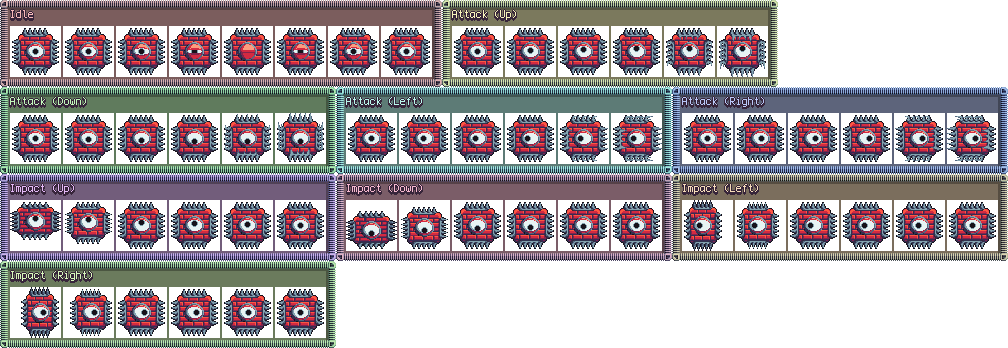 Idle
Attack (Up)
Attack (Down)
Attack (Left)
Attack (Right)
Impact (Up)
Impact (Down)
Impact (Left)
Impact (Right)